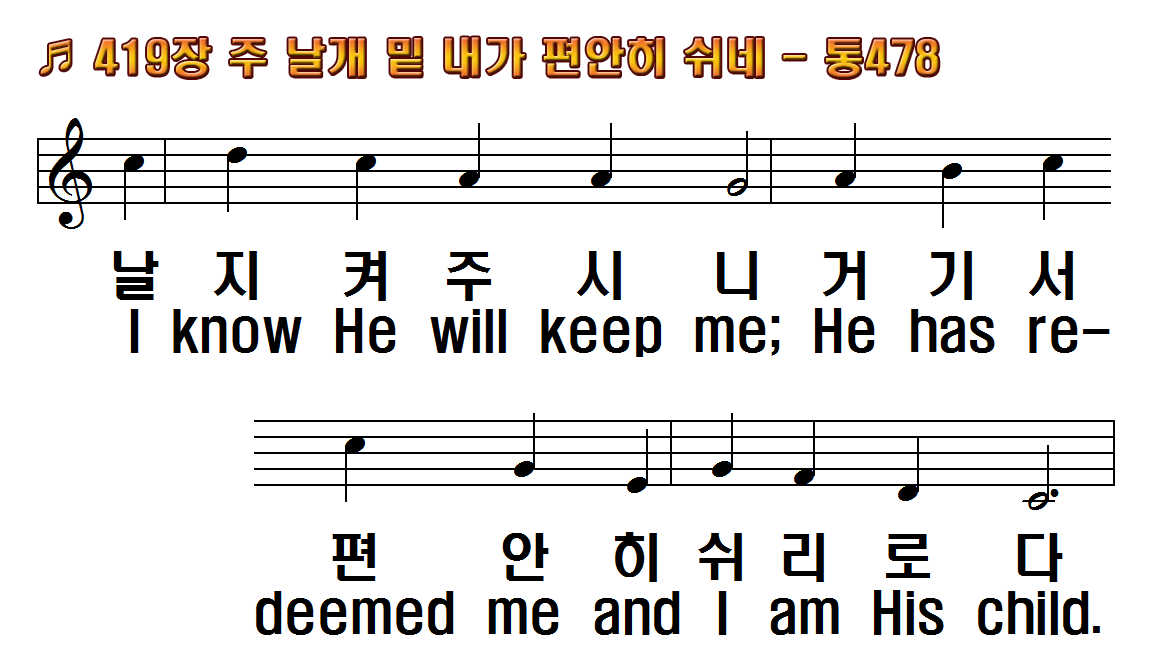 ♬ 419장 주 날개 밑 내가 편안히 쉬네 - 통478
날 지 켜 주 시 니 거 기 서
I know He will keep me; He has re-
편 안 히 쉬 리 로 다
deemed me and I am His child.